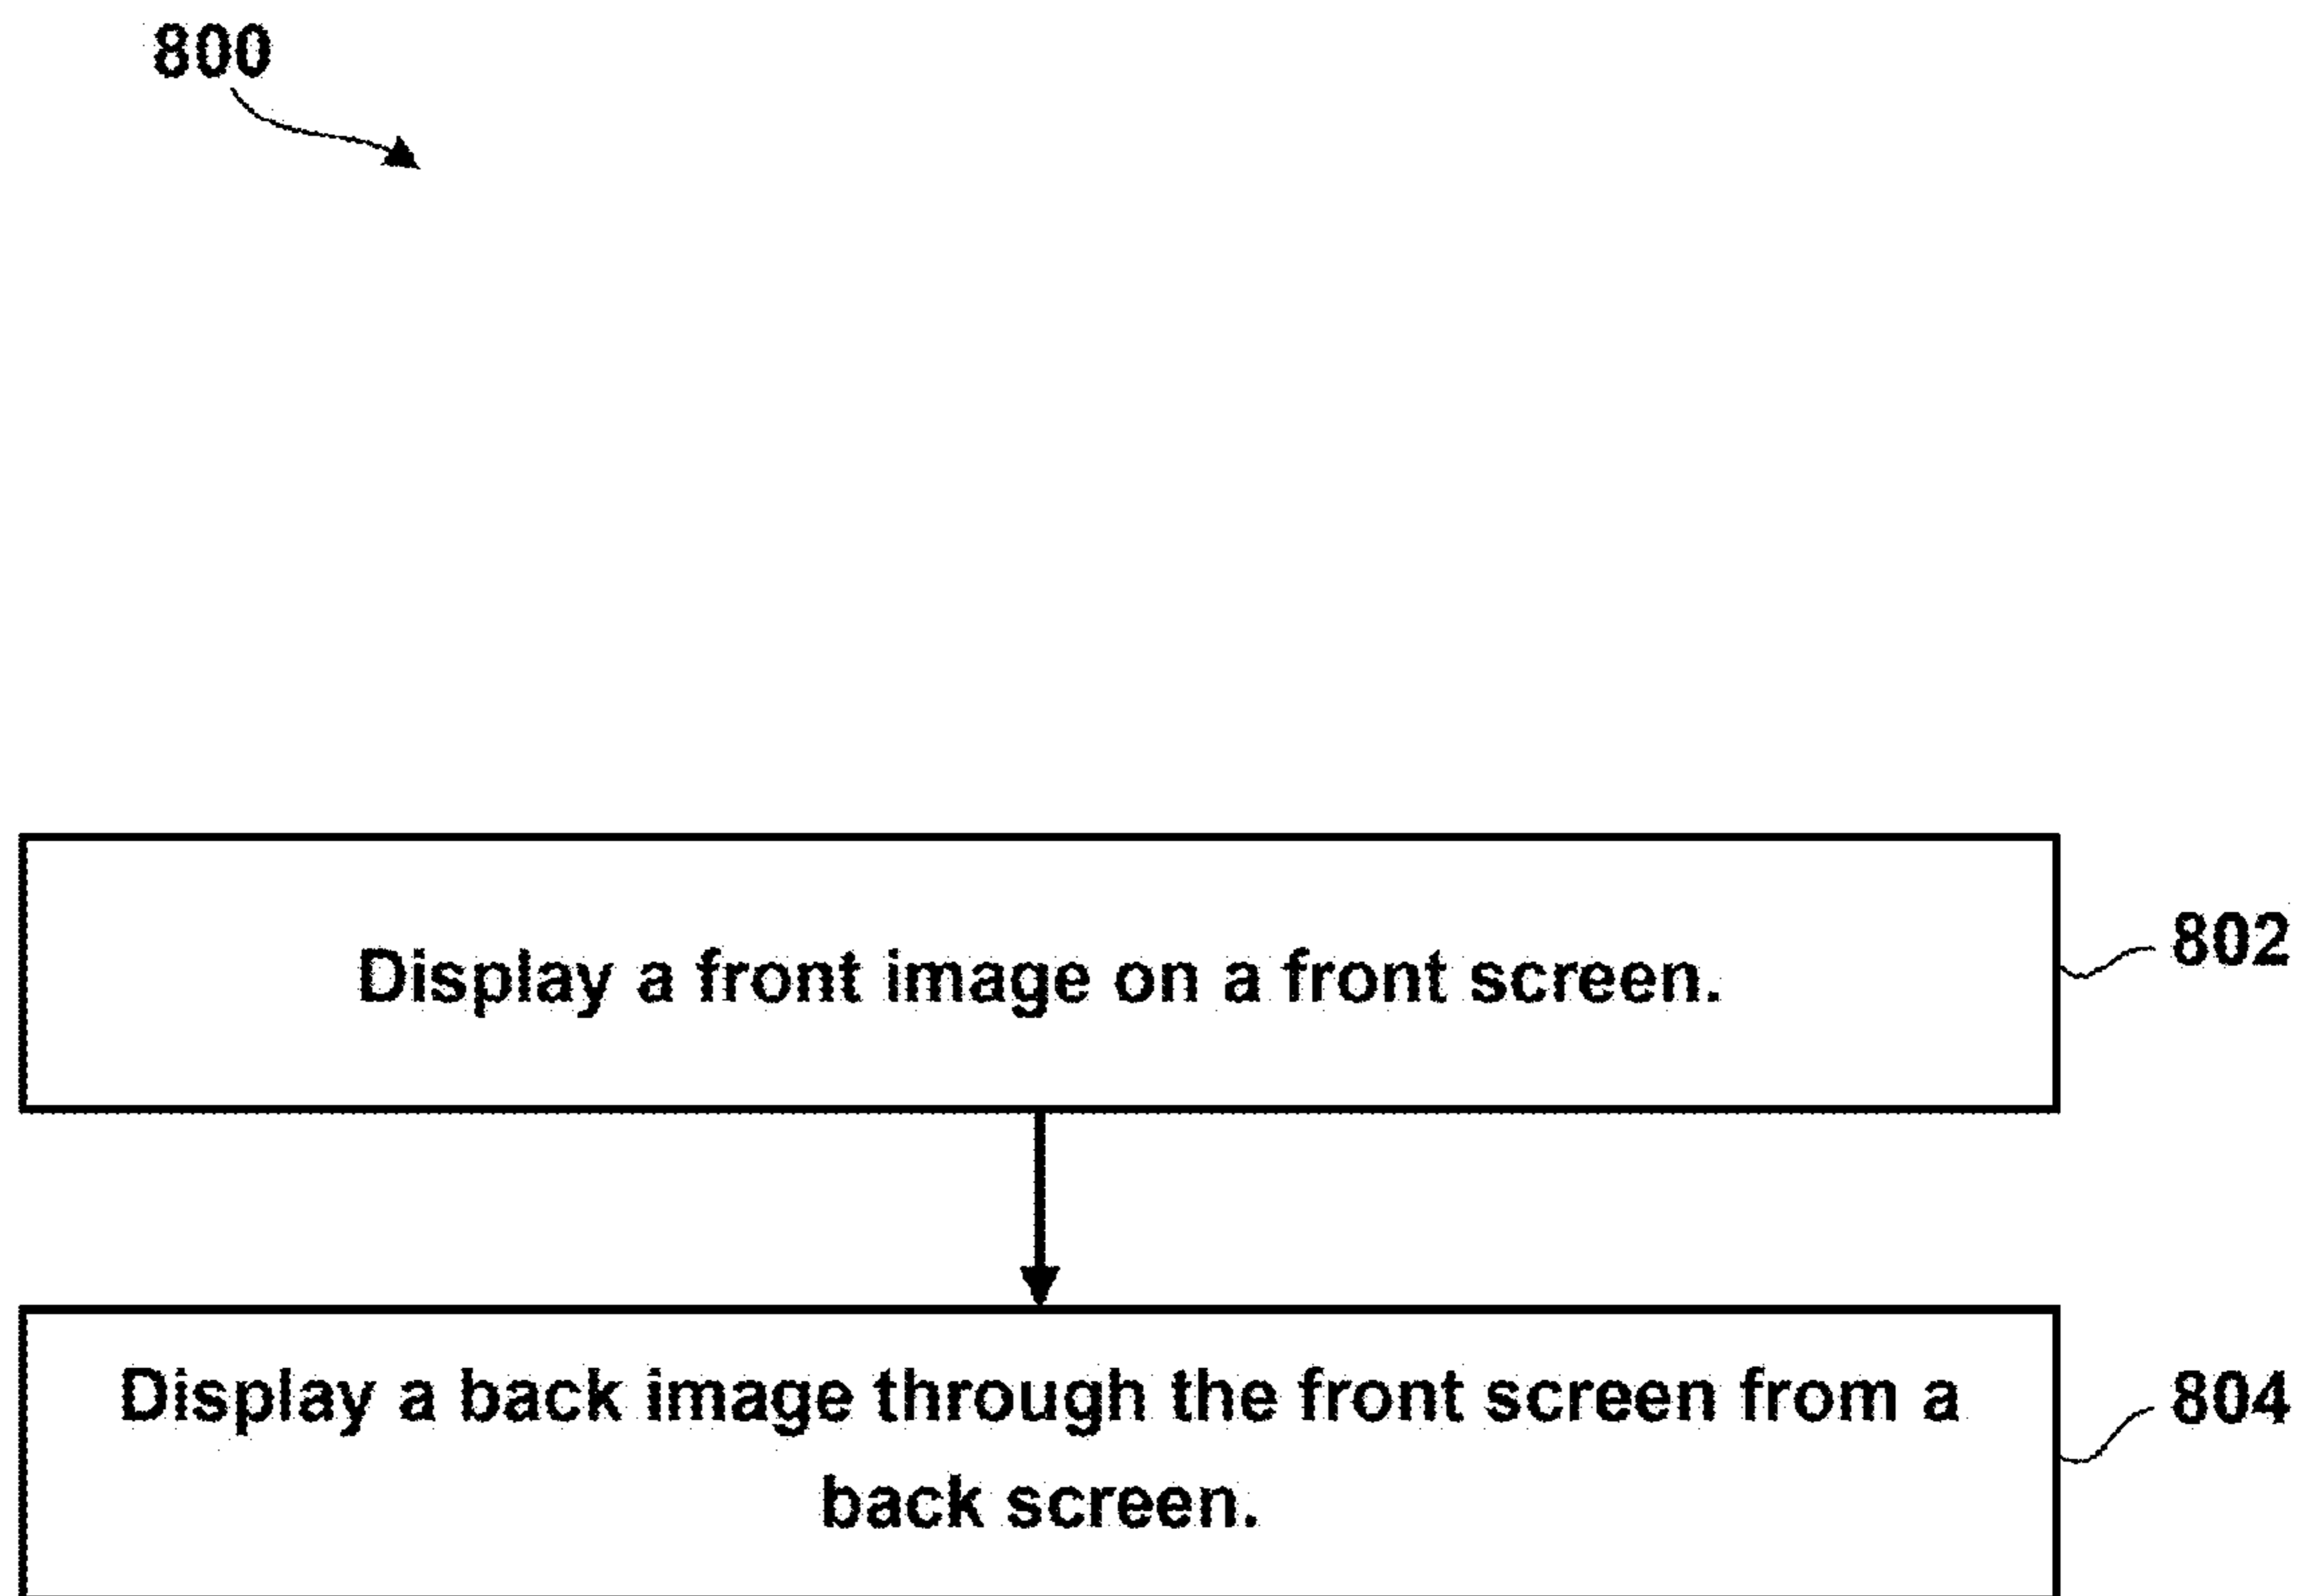 800
Display a front image on a front screen.
802
Display a back image through the front screen from a
back screen.
804